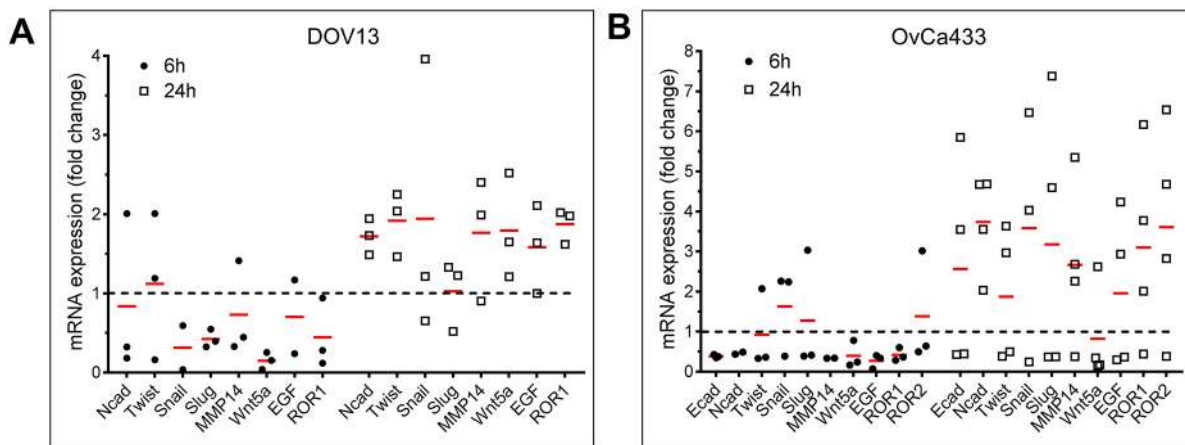 A
DOV13
mRNA expression (fold change)
4
3
2
1
0
6h
24h
Ncad
Twist
Snail
Slug
MMP14
Wnt5a
EGF
ROR1
Ncad
Twist
Snail
Slug
MMP14
Wnt5a
EGF
ROR1
B
OvCa433
mRNA expression (fold change)
8
7
6
5
4
3
2
1
0
6h
24h
Ecad
Ncad
Twist
Snail
Slug
MMP14
Wnt5a
EGF
ROR1
ROR2
Ecad
Ncad
Twist
Snail
Slug
MMP14
Wnt5a
EGF
ROR1
ROR2